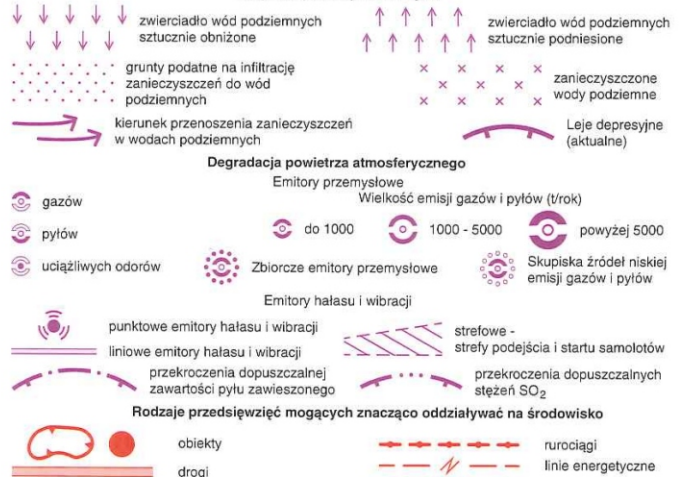 zwierciadło wód podziemnych
sztucznie obniżone
zwierciadło wód podziemnych
sztucznie podniesione
grunty podatne na infiltrację
zanieczyszczeń do wód
podziemnych
zanieczyszczone
wody podziemne
kierunek przenoszenia zanieczyszczeń
w wodach podziemnych
Leje depresyjne
(aktualne)
Degradacja powietrza atmosferycznego
Emitory przemysłowe
Wielkość emisji gazów i pyłów (t/rok)
gazów
do 1000
1000 - 5000
powyżej 5000
pyłów
uciążliwych odorów
Zbiorcze emitory przemysłowe
Skupiska źródeł niskiej
emisji gazów i pyłów
Emitory hałasu i wibracji
punktowe emitory hałasu i wibracji
liniowe emitory hałasu i wibracji
strefowe -
strefy podejścia i startu samolotów
przekroczenia dopuszczalnej
zawartości pyłu zawieszonego
przekroczenia dopuszczalnych
stężeń SO₂
Rodzaje przedsięwzięć mogących znacząco oddziaływać na środowisko
obiekty
rurociągi
drogi
linie energetyczne